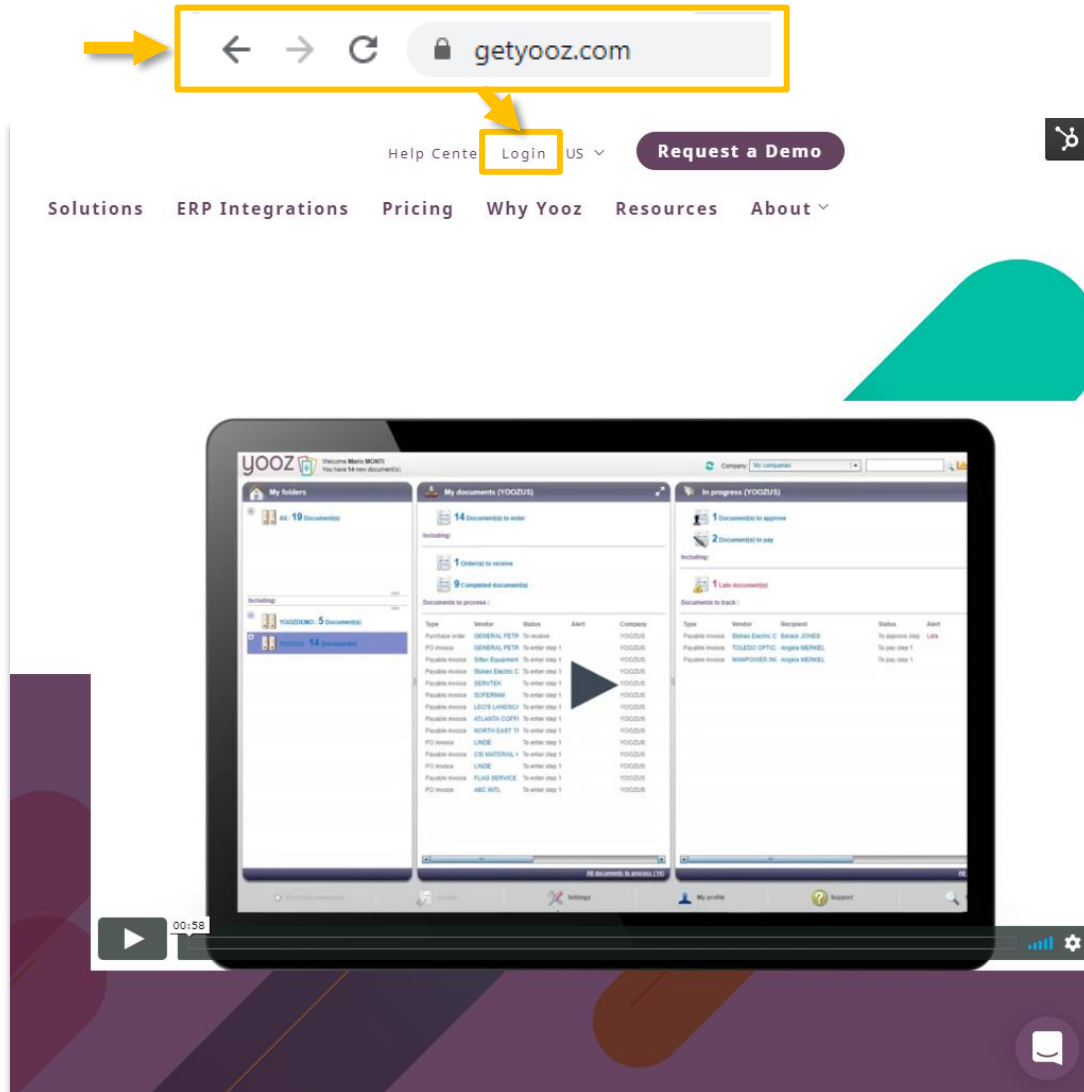 getyooz.com
Help Cente Login US
Request a Demo
Solutions ERP Integrations Pricing Why Yooz Resources About
yooz
Welcome Mario MONTI
You have 14 new document(s)
Company My companies
My folders
All : 19 Document(s)
Including:
YOOZDEMO : 5 Document(s)
14 Document(s)
My documents (YOOZUS)
14 Document(s) to enter
Including:
1 Order(s) to receive
9 Completed document(s)
Documents to process :
Type Vendor Status Alert Company
Purchase order GENERAL PETR To receive YOOZUS
PO invoice GENERAL PETR To enter step 1 YOOZUS
Payable invoice Siflex Equipment To enter step 1 YOOZUS
Payable invoice Stokes Electric C To enter step 1 YOOZUS
Payable invoice SERVTEK To enter step 1 YOOZUS
Payable invoice SOFERNIM To enter step 1 YOOZUS
Payable invoice LEO'S LANDSCA To enter step 1 YOOZUS
Payable invoice ATLANTA COFFI To enter step 1 YOOZUS
Payable invoice NORTH EAST TI To enter step 1 YOOZUS
PO invoice LINDE To enter step 1 YOOZUS
Payable invoice CSI MATERIAL To enter step 1 YOOZUS
PO invoice LINDE To enter step 1 YOOZUS
Payable invoice FLAG SERVICE To enter step 1 YOOZUS
PO invoice ABC INTL To enter step 1 YOOZUS
All documents to process (14)
In progress (YOOZUS)
1 Document(s) to approve
2 Document(s) to pay
Including:
1 Late document(s)
Documents to track :
Type Vendor Recipient Status Alert
Payable invoice Stokes Electric C Barack JONES To approve step Late
Payable invoice TOLEDO OPTIC. Angela MERKEL To pay step 1
Payable invoice MANPOWER INI Angela MERKEL To pay step 1
All
Settings My profile Support
00:58